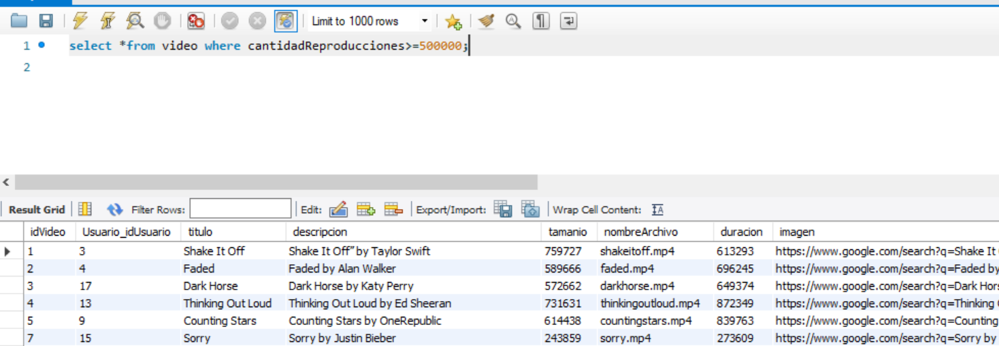 Limit to 1000 rows
1 select *from video where cantidadReproducciones>=500000;
2
Result Grid Filter Rows: Edit: Export/Import: Wrap Cell Content:
idVideo Usuario_idUsuario titulo descripcion tamanio nombreArchivo duracion imagen
1 3 Shake It Off Shake It Off" by Taylor Swift 759727 shakeitoff.mp4 613293 https://www.google.com/search?q=Shake It
2 4 Faded Faded by Alan Walker 589666 faded.mp4 696245 https://www.google.com/search?q=Faded by
3 17 Dark Horse Dark Horse by Katy Perry 572662 darkhorse.mp4 649374 https://www.google.com/search?q=Dark Hors
4 13 Thinking Out Loud Thinking Out Loud by Ed Sheeran 731631 thinkingoutloud.mp4 872349 https://www.google.com/search?q=Thinking
5 9 Counting Stars Counting Stars by OneRepublic 614438 countingstars.mp4 839763 https://www.google.com/search?q=Counting
7 15 Sorry Sorry by Justin Bieber 243859 sorry.mp4 273609 https://www.google.com/search?q=Sorry by